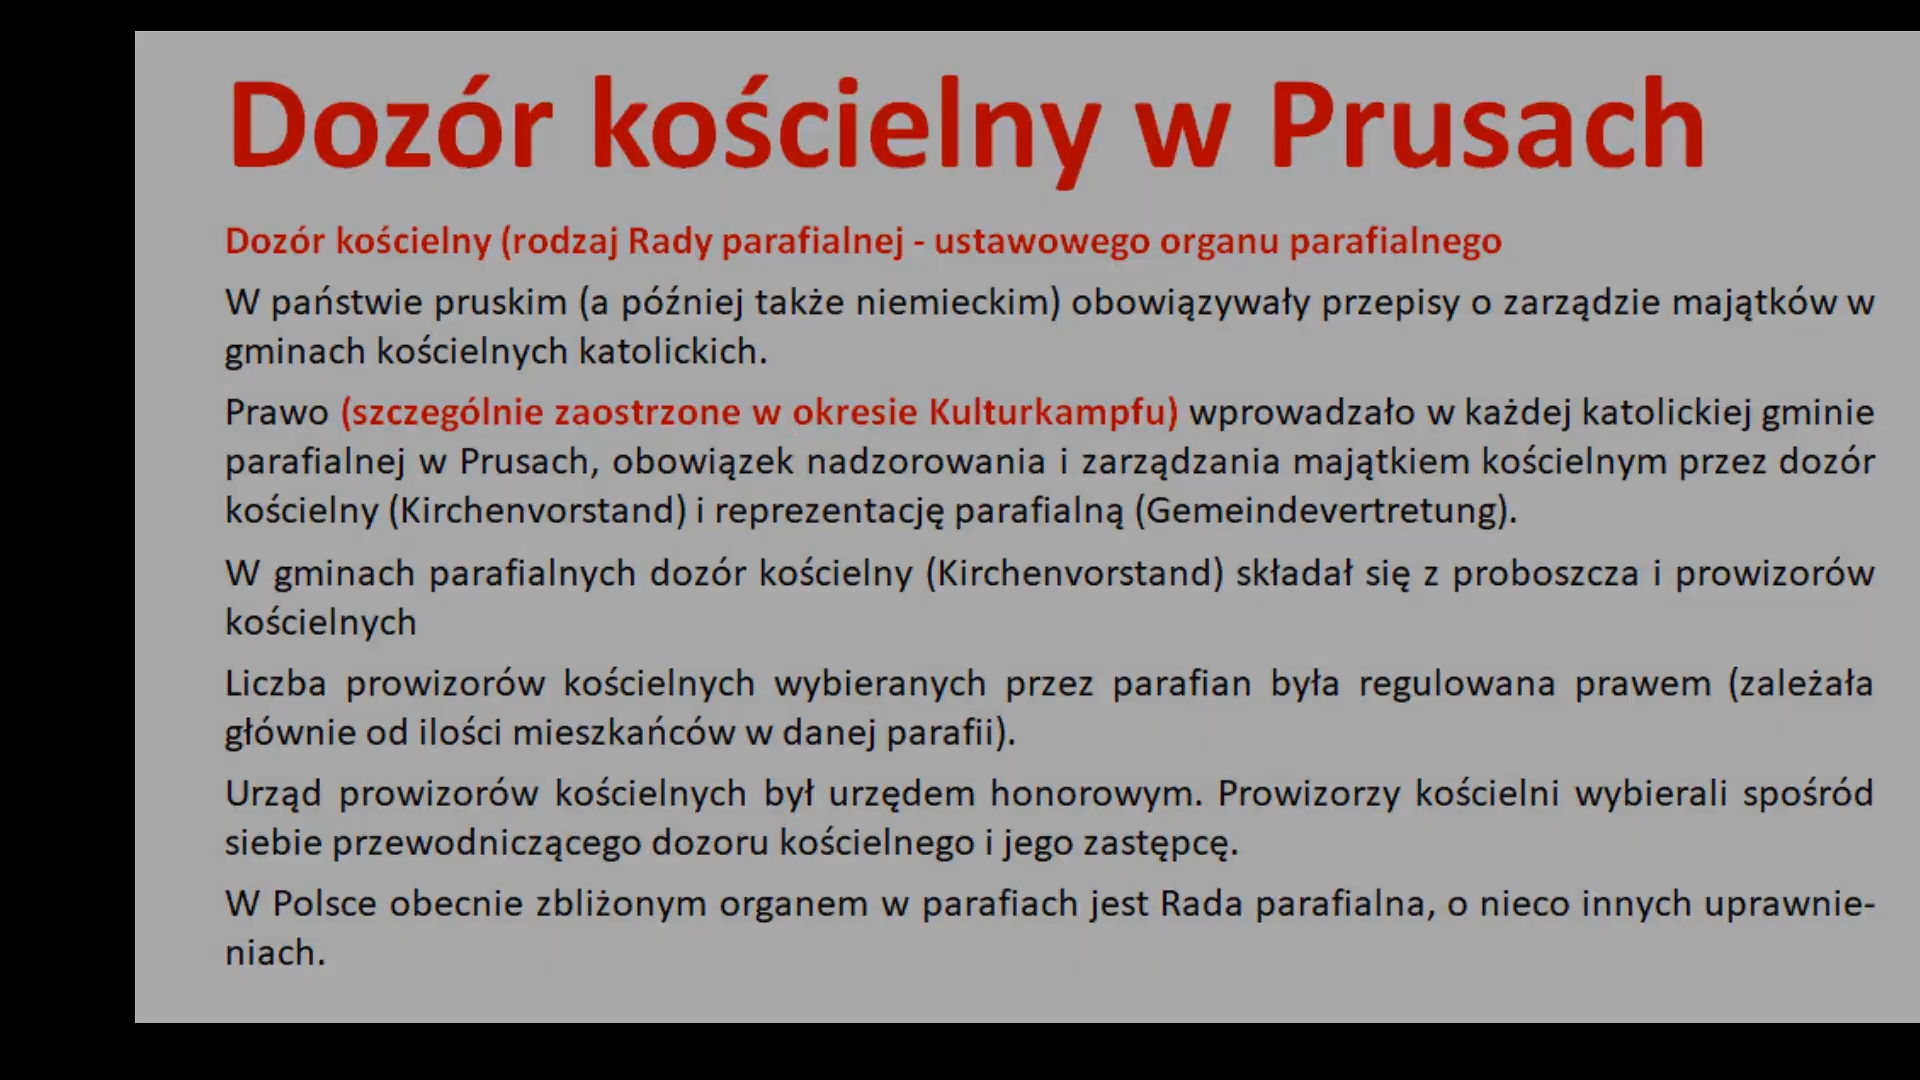 Dozór kościelny w Prusach
Dozór kościelny (rodzaj Rady parafialnej - ustawowego organu parafialnego
W państwie pruskim (a później także niemieckim) obowiązywały przepisy o zarządzie majątków w
gminach kościelnych katolickich.
Prawo (szczególnie zaostrzone w okresie Kulturkampfu) wprowadzało w każdej katolickiej gminie
parafialnej w Prusach, obowiązek nadzorowania i zarządzania majątkiem kościelnym przez dozór
kościelny (Kirchenvorstand) i reprezentację parafialną (Gemeindevertretung).
W gminach parafialnych dozór kościelny (Kirchenvorstand) składał się z proboszcza i prowizorów
kościelnych
Liczba prowizorów kościelnych wybieranych przez parafian była regulowana prawem (zależała
głównie od ilości mieszkańców w danej parafii).
Urząd prowizorów kościelnych był urzędem honorowym. Prowizorzy kościelni wybierali spośród
siebie przewodniczącego dozoru kościelnego i jego zastępcę.
W Polsce obecnie zbliżonym organem w parafiach jest Rada parafialna, o nieco innych uprawnie-
niach.